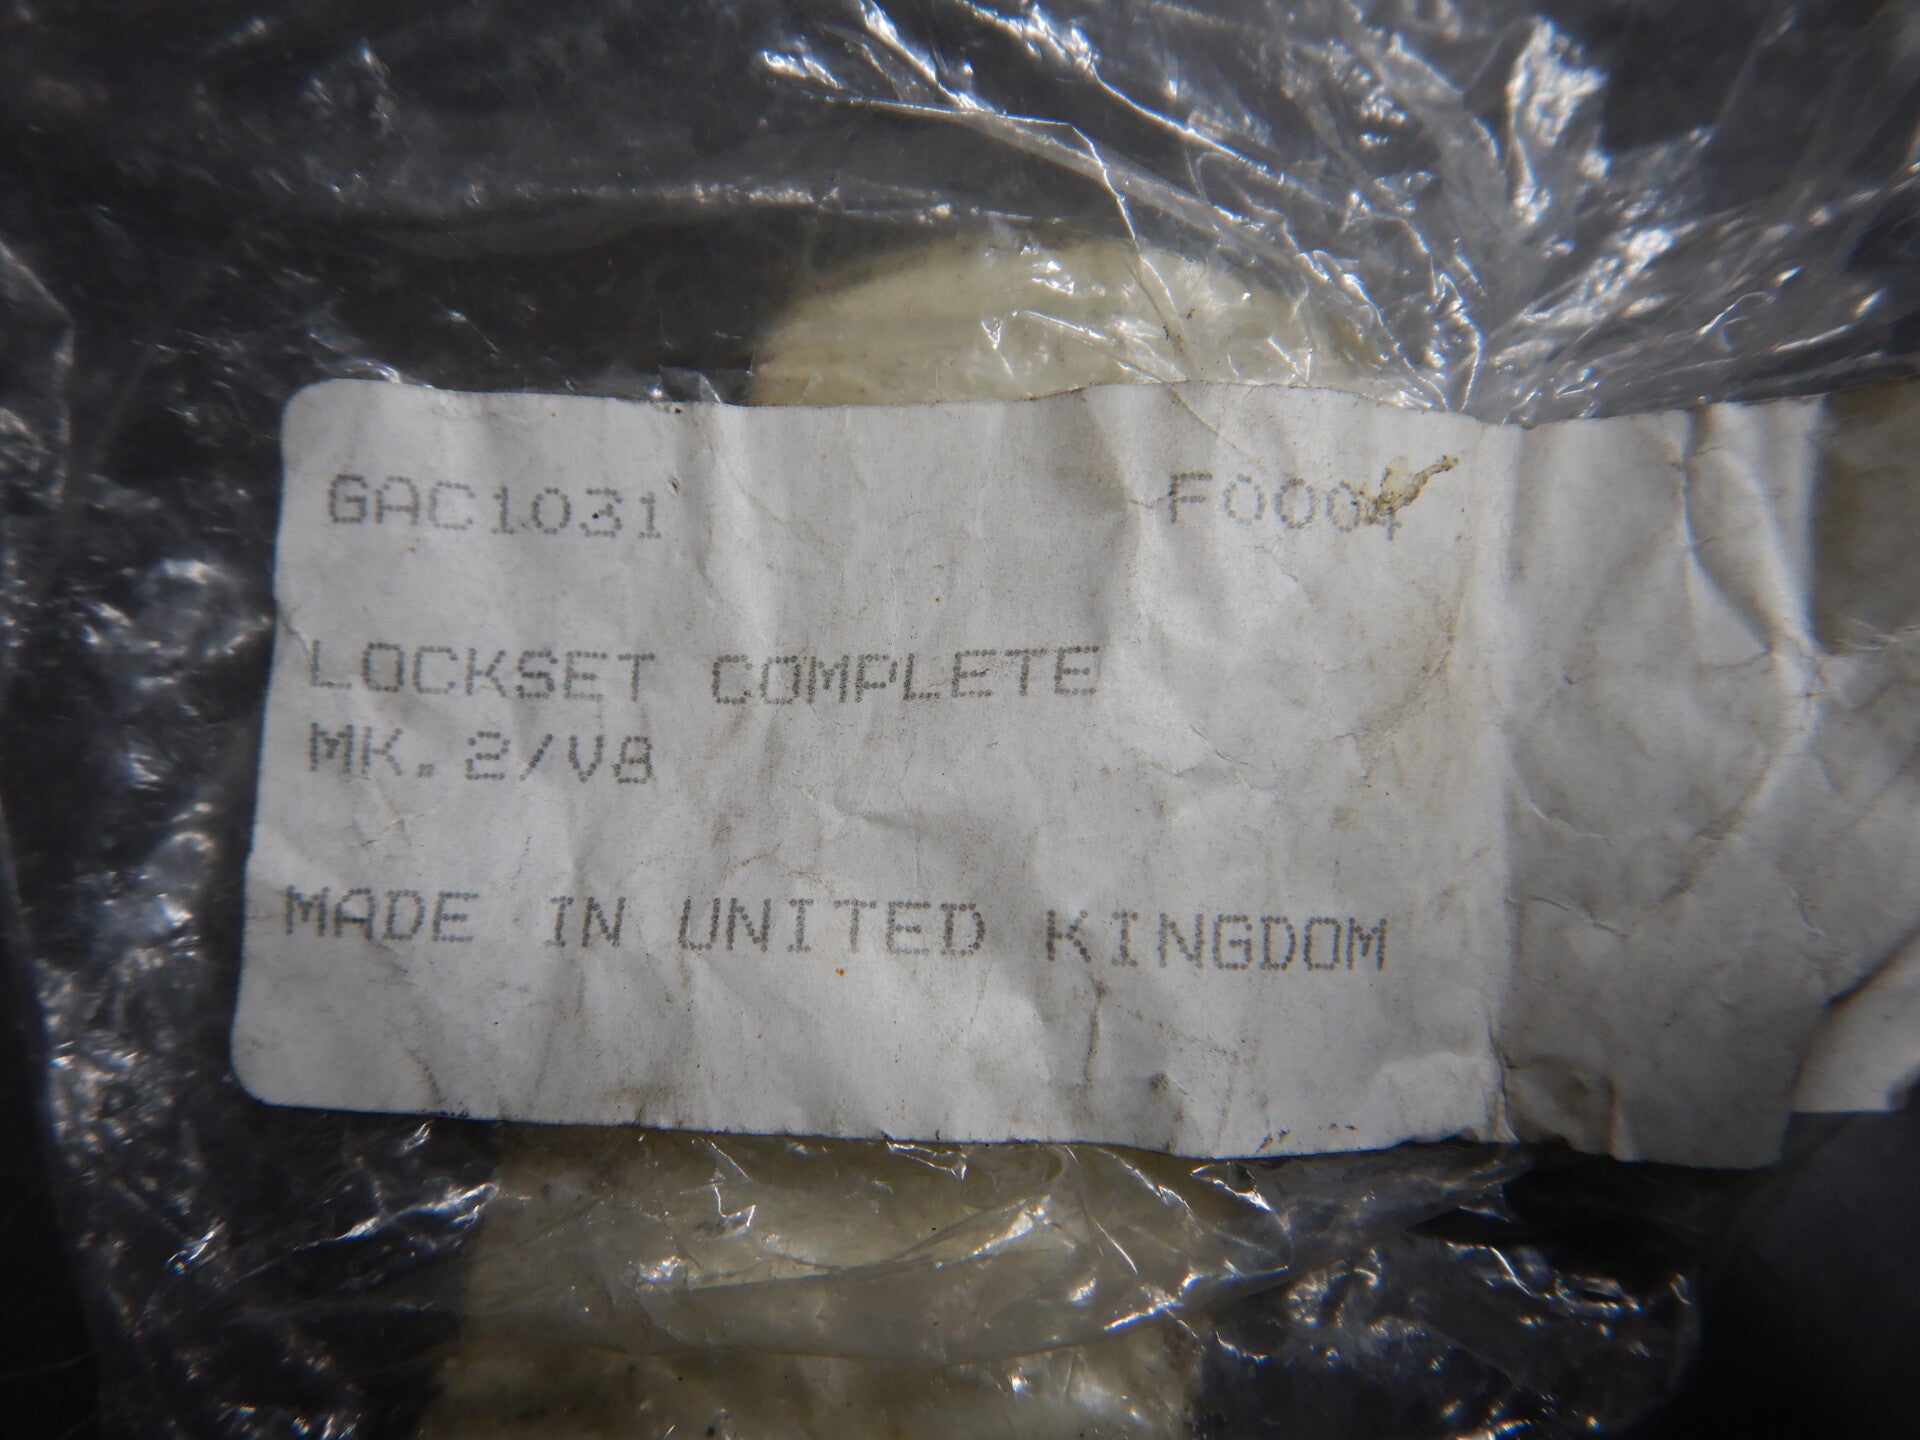 GAC1031 F0004
LOCKSET COMPLETE
MK.2/V8
MADE IN UNITED KINGDOM